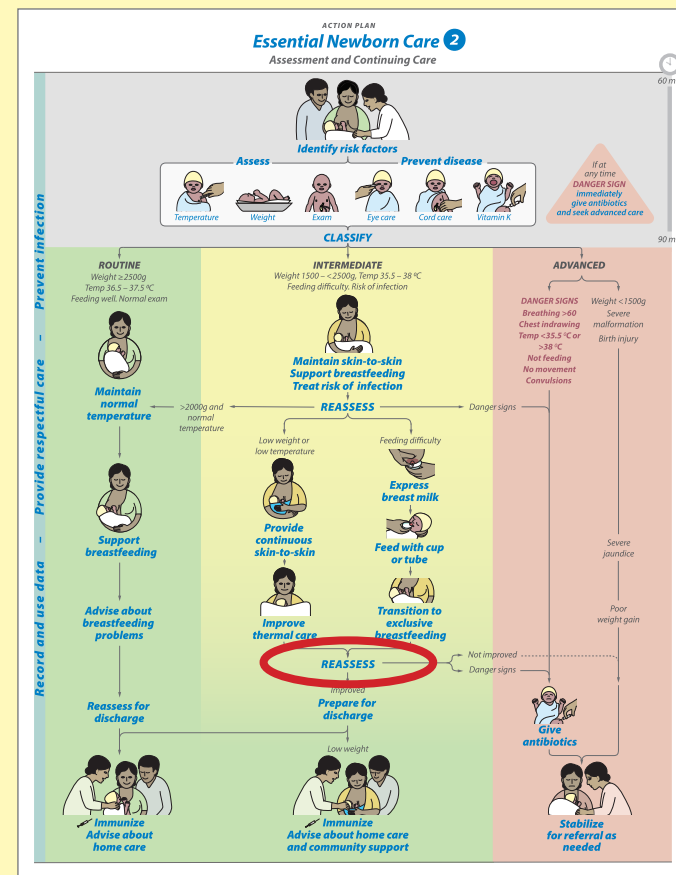 ACTION PLAN
Essential Newborn Care 2
Assessment and Continuing Care
60 m
Identify risk factors
Assess
Prevent disease
Temperature
Weight
Exam
Eye care
Cord care
Vitamin K
If at
any time
DANGER SIGN
immediately
give antibiotics
and seek advanced care
CLASSIFY
90 m
Prevent infection
–
Provide respectful care
–
Record and use data
ROUTINE
Weight ≥2500g
Temp 36.5 – 37.5 ºC
Feeding well. Normal exam
Maintain
normal
temperature
Support
breastfeeding
Advise about
breastfeeding
problems
Reassess for
discharge
Immunize
Advise about
home care
INTERMEDIATE
Weight 1500 – <2500g, Temp 35.5 – 38 ºC
Feeding difficulty. Risk of infection
Maintain skin-to-skin
Support breastfeeding
Treat risk of infection
REASSESS
>2000g and
normal
temperature
Danger signs
Low weight or
low temperature
Provide
continuous
skin-to-skin
Improve
thermal care
Feeding difficulty
Express
breast milk
Feed with cup
or tube
Transition to
exclusive
breastfeeding
REASSESS
Not improved
Danger signs
Improved
Prepare for
discharge
Low weight
Immunize
Advise about home care
and community support
ADVANCED
DANGER SIGNS
Breathing >60
Chest indrawing
Temp <35.5 ºC or
>38 ºC
Not feeding
No movement
Convulsions
Weight <1500g
Severe
malformation
Birth injury
Severe
jaundice
Poor
weight gain
Give
antibiotics
Stabilize
for referral as
needed